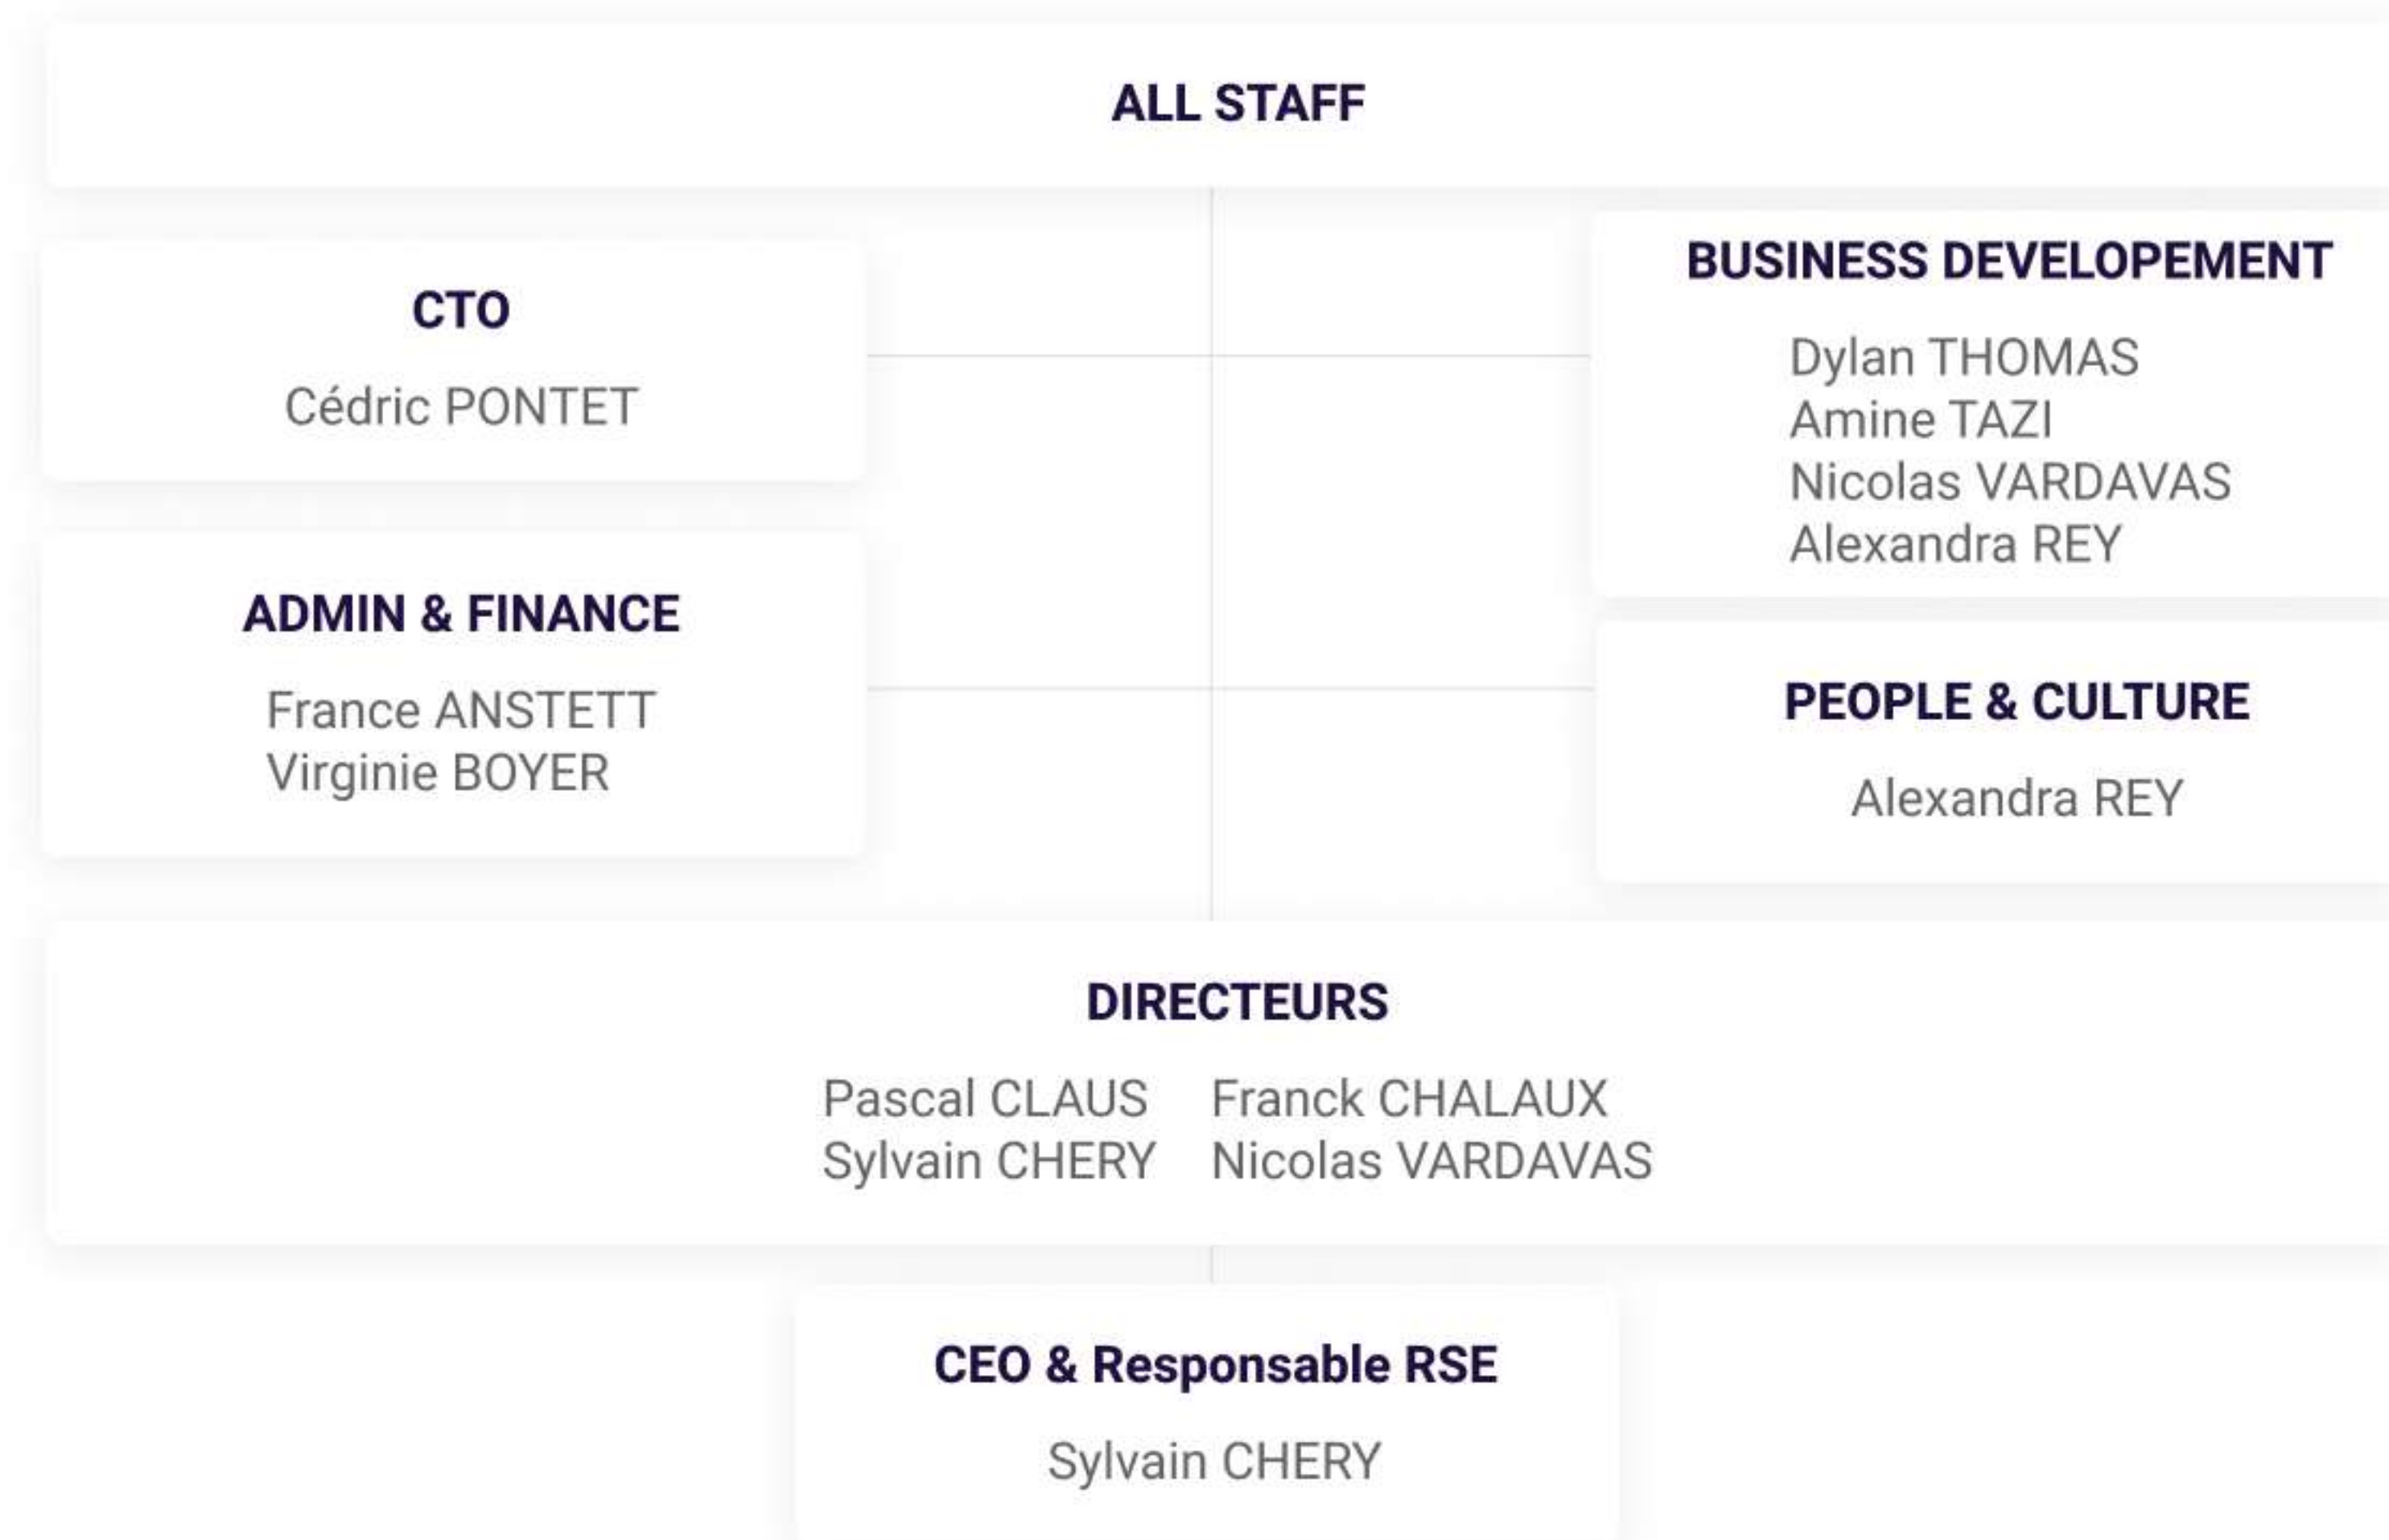 ALL STAFF
CTO
Cédric PONTET
BUSINESS DEVELOPEMENT
Dylan THOMAS
Amine TAZI
Nicolas VARDAVAS
Alexandra REY
ADMIN & FINANCE
France ANSTETT
Virginie BOYER
PEOPLE & CULTURE
Alexandra REY
DIRECTEURS
Pascal CLAUS Franck CHALAUX
Sylvain CHERY Nicolas VARDAVAS
CEO & Responsable RSE
Sylvain CHERY